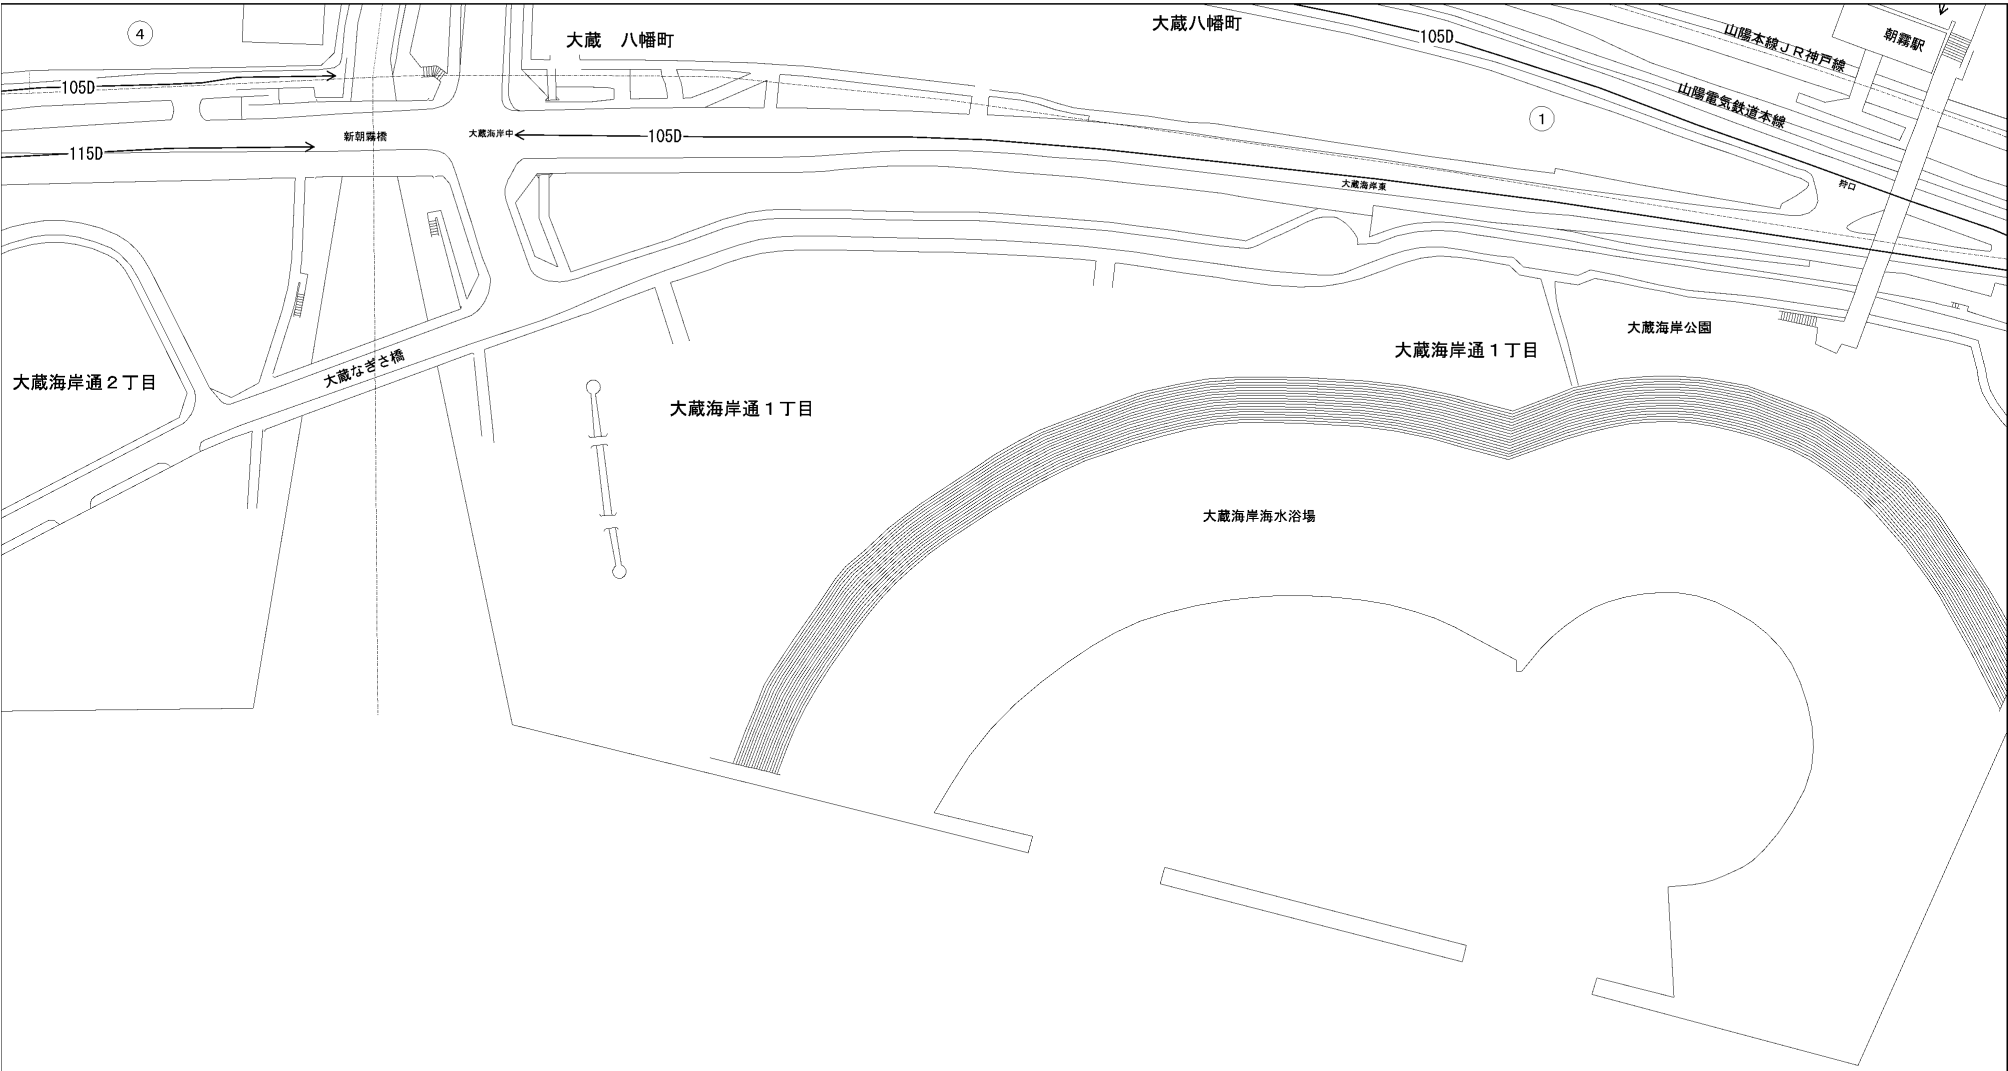 ④
大蔵　八幡町
大蔵八幡町
105D
山陽本線ＪＲ神戸線
朝霧駅
105D
山陽電気鉄道本線
①
新朝霧橋
大蔵海岸中
105D
115D
大蔵海岸東
狩口
大蔵海岸公園
大蔵海岸通１丁目
大蔵なぎさ橋
大蔵海岸通２丁目
大蔵海岸通１丁目
大蔵海岸海水浴場